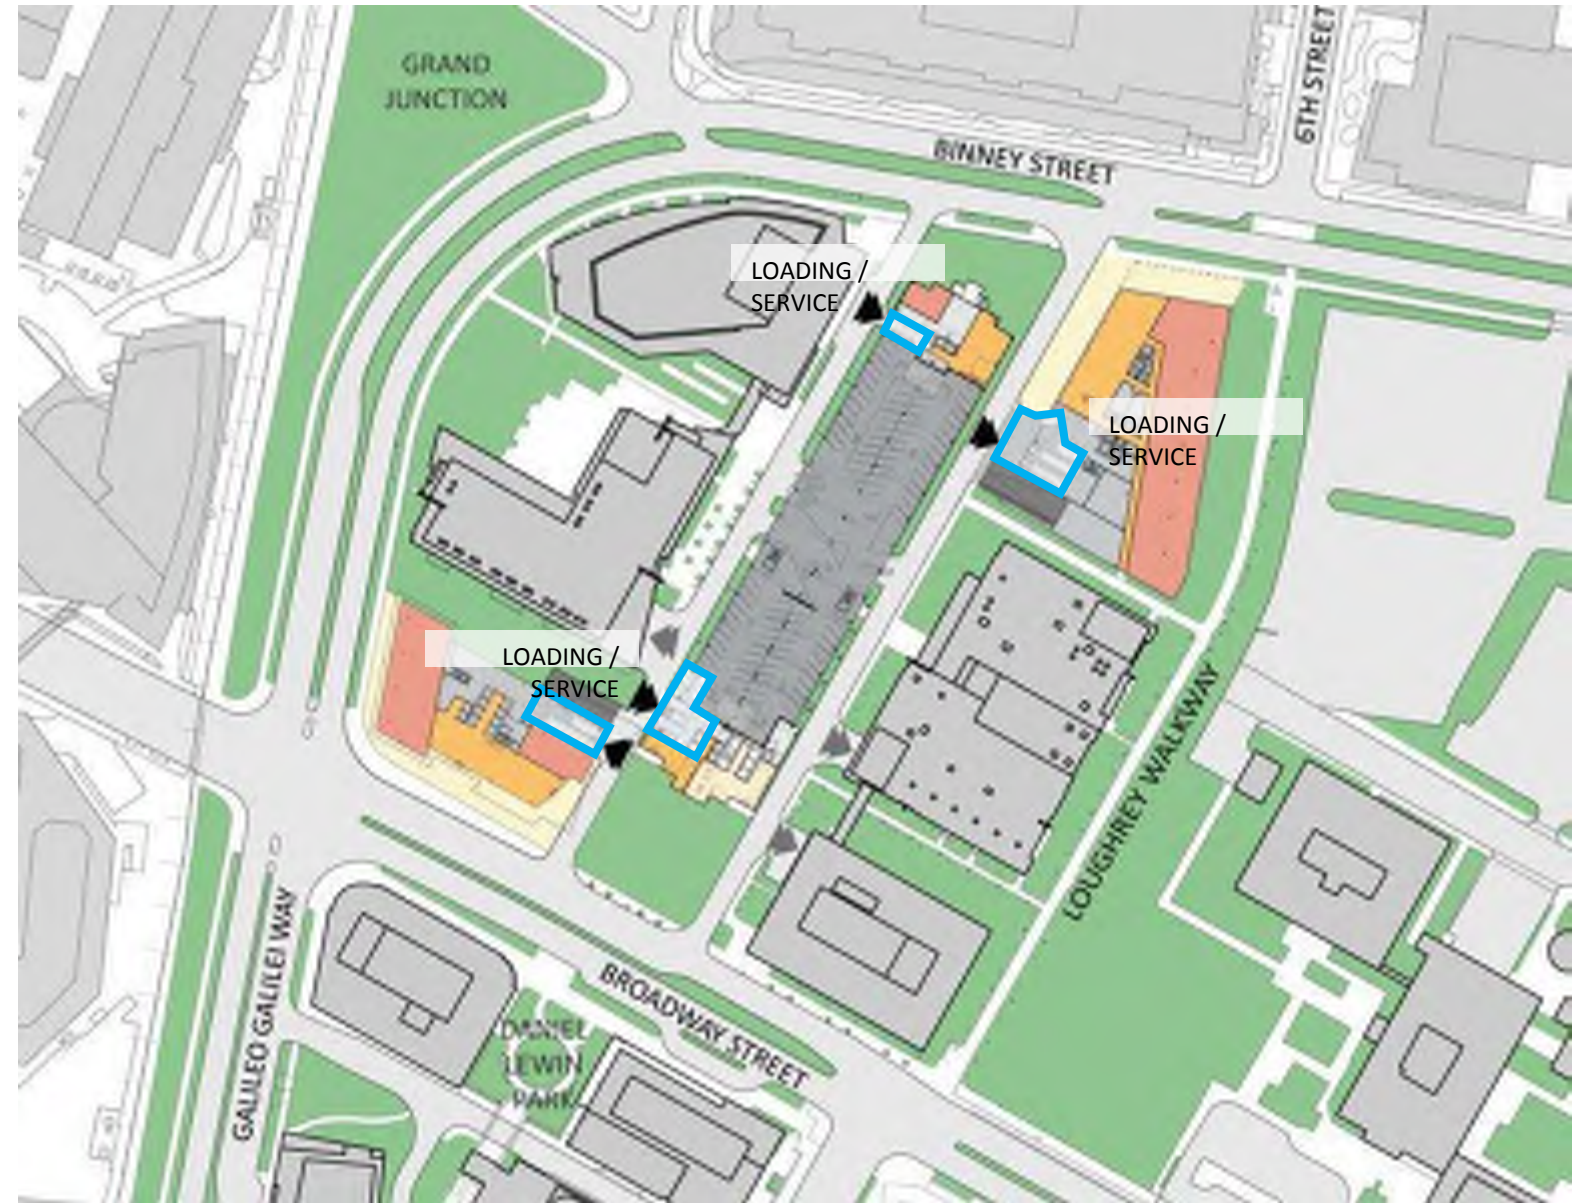 GRAND
JUNCTION
6TH STREET
BINNEY STREET
LOADING /
SERVICE
LOADING /
SERVICE
LOADING /
SERVICE
LOUGHREY WALKWAY
GALILEO GALILEI WAY
BROADWAY STREET
DANIEL
LEWIN
PARK